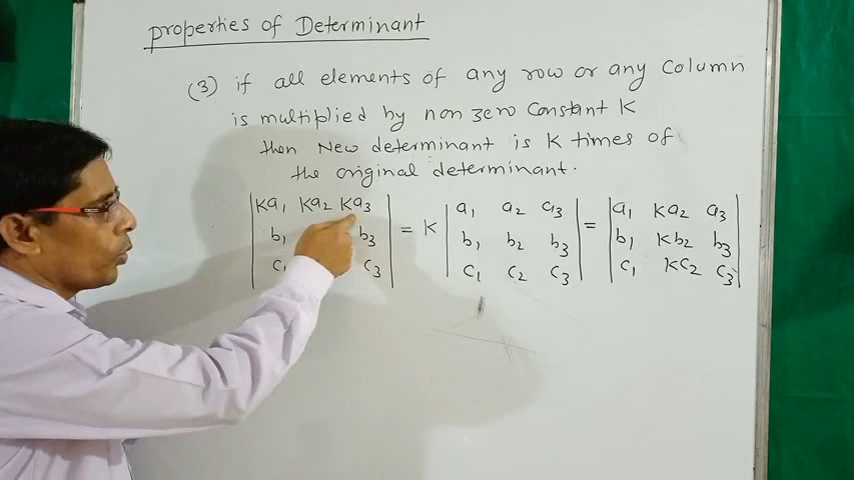 properties of Determinant
(3) if all elements of any row or any column
is multiplied by non zero constant K
then New determinant is K times of
the original determinant.
|Ka₁ Ka₂ Ka₃| = K |a₁ a₂ a₃| = |a₁ Ka₂ a₃|
|b₁ b₃| |b₁ b₂ b₃| |b₁ Kb₂ b₃|
|c₁ c₃| |c₁ c₂ c₃| |c₁ Kc₂ c₃|